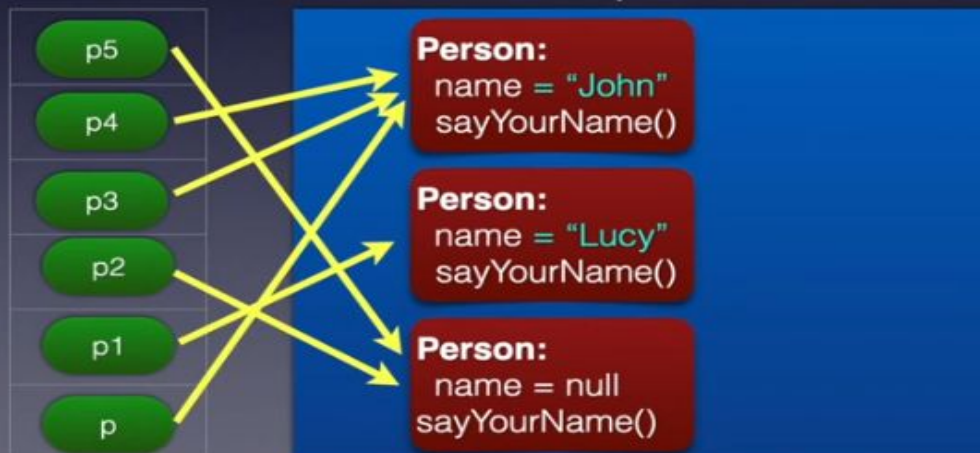 p5
p4
p3
p2
p1
p
Person:
name = “John”
sayYourName()
Person:
name = “Lucy”
sayYourName()
Person:
name = null
sayYourName()